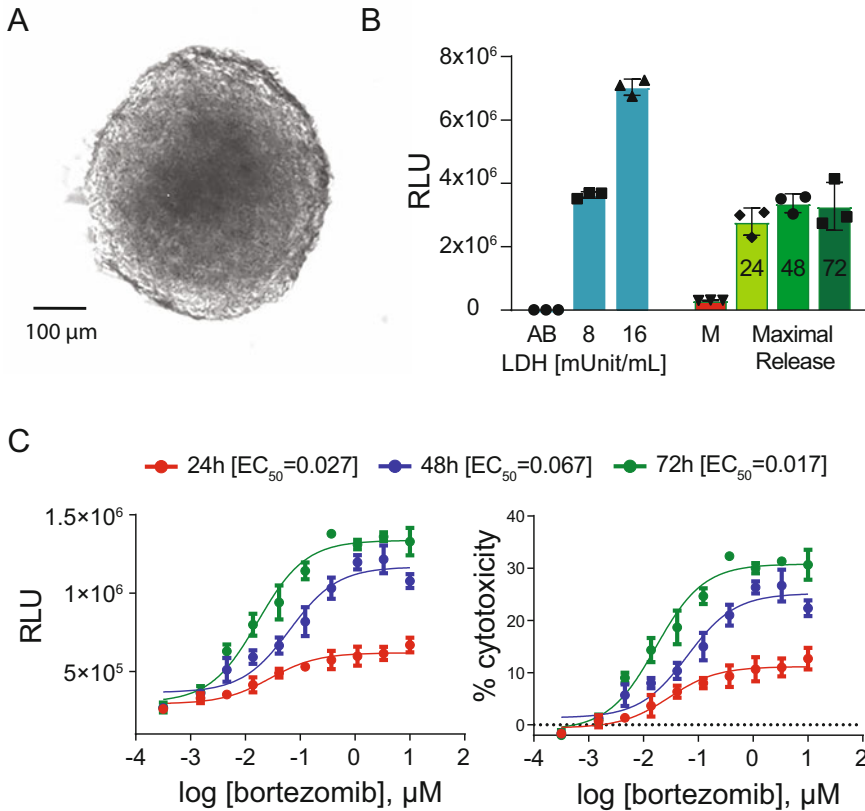 A
100 µm
B
RLU
8x10⁶
6x10⁶
4x10⁶
2x10⁶
0
24 48 72
AB 8 16 M Maximal
LDH [mUnit/mL] Release
C
24h [EC₅₀=0.027] 48h [EC₅₀=0.067] 72h [EC₅₀=0.017]
RLU
1.5×10⁶
1×10⁶
5×10⁵
-4 -3 -2 -1 0 1 2
log [bortezomib], µM
% cytotoxicity
40
30
20
10
0
-4 -3 -2 -1 0 1 2
log [bortezomib], µM